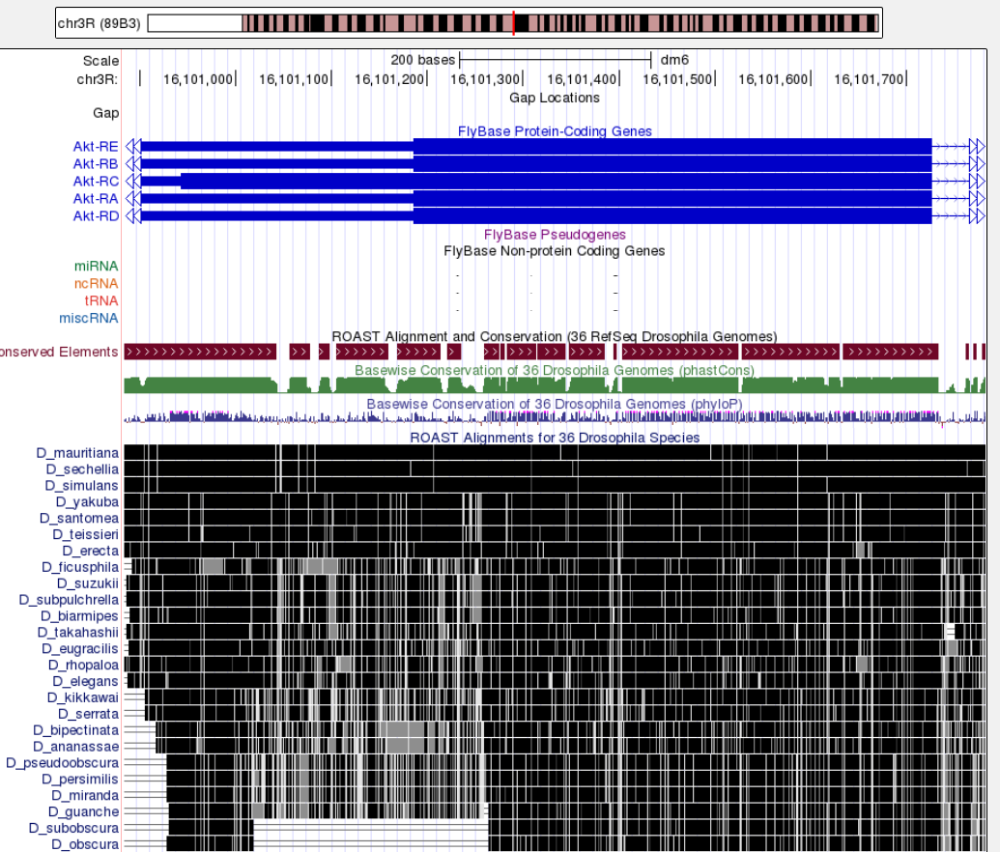 chr3R (89B3)
Scale 200 bases dm6
chr3R: 16,101,000 16,101,100 16,101,200 16,101,300 16,101,400 16,101,500 16,101,600 16,101,700
Gap Locations
Gap
FlyBase Protein-Coding Genes
Akt-RE
Akt-RB
Akt-RC
Akt-RA
Akt-RD
FlyBase Pseudogenes
FlyBase Non-protein Coding Genes
miRNA
ncRNA
tRNA
miscRNA
ROAST Alignment and Conservation (36 RefSeq Drosophila Genomes)
onserved Elements
Basewise Conservation of 36 Drosophila Genomes (phastCons)
Basewise Conservation of 36 Drosophila Genomes (phyloP)
ROAST Alignments for 36 Drosophila Species
D_mauritiana
D_sechellia
D_simulans
D_yakuba
D_santomea
D_teissieri
D_erecta
D_ficusphila
D_suzukii
D_subpulchrella
D_biarmipes
D_takahashii
D_eugracilis
D_rhopaloa
D_elegans
D_kikkawai
D_serrata
D_bipectinata
D_ananassae
D_pseudoobscura
D_persimilis
D_miranda
D_guanche
D_subobscura
D_obscura